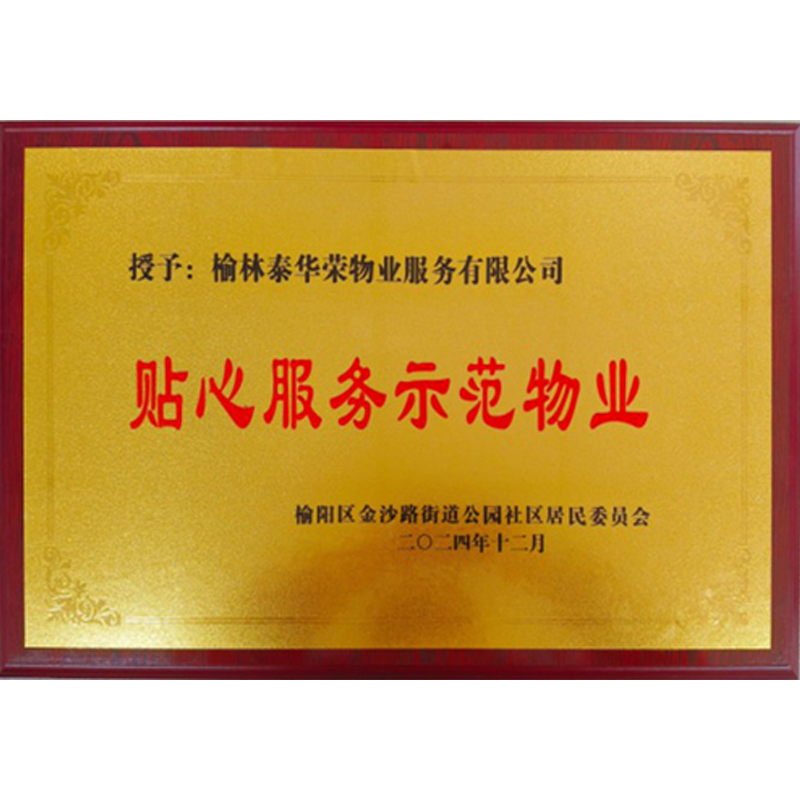 授予：榆林泰华荣物业服务有限公司
贴心服务示范物业
榆阳区金沙路街道公园社区居民委员会
二〇二四年十二月